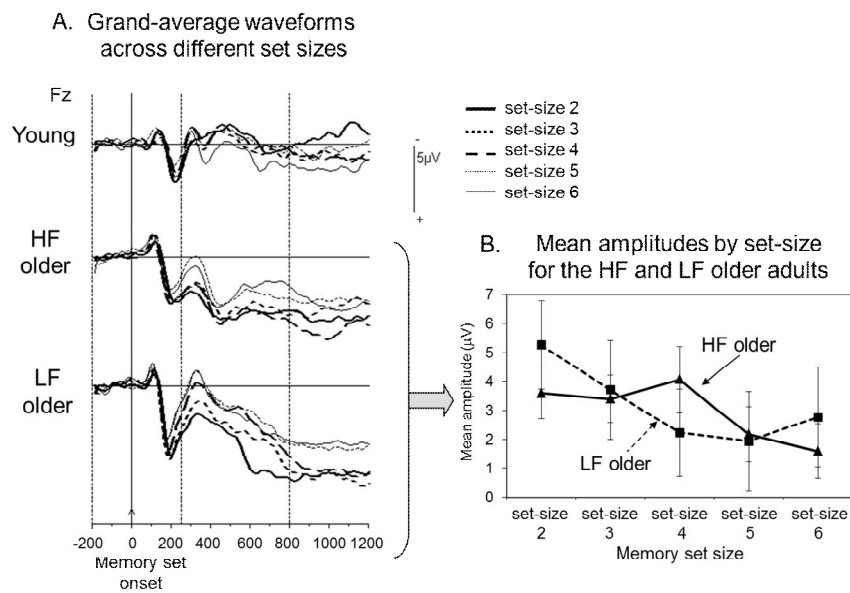 A. Grand-average waveforms
across different set sizes
Fz
Young
HF
older
LF
older
-200 0 200 400 600 800 1000 1200
Memory set
onset
set-size 2
set-size 3
set-size 4
set-size 5
set-size 6
-
5µV
+
B. Mean amplitudes by set-size
for the HF and LF older adults
Mean amplitude (µV)
7
6
5
4
3
2
1
0
HF older
LF older
set-size set-size set-size set-size set-size
2 3 4 5 6
Memory set size